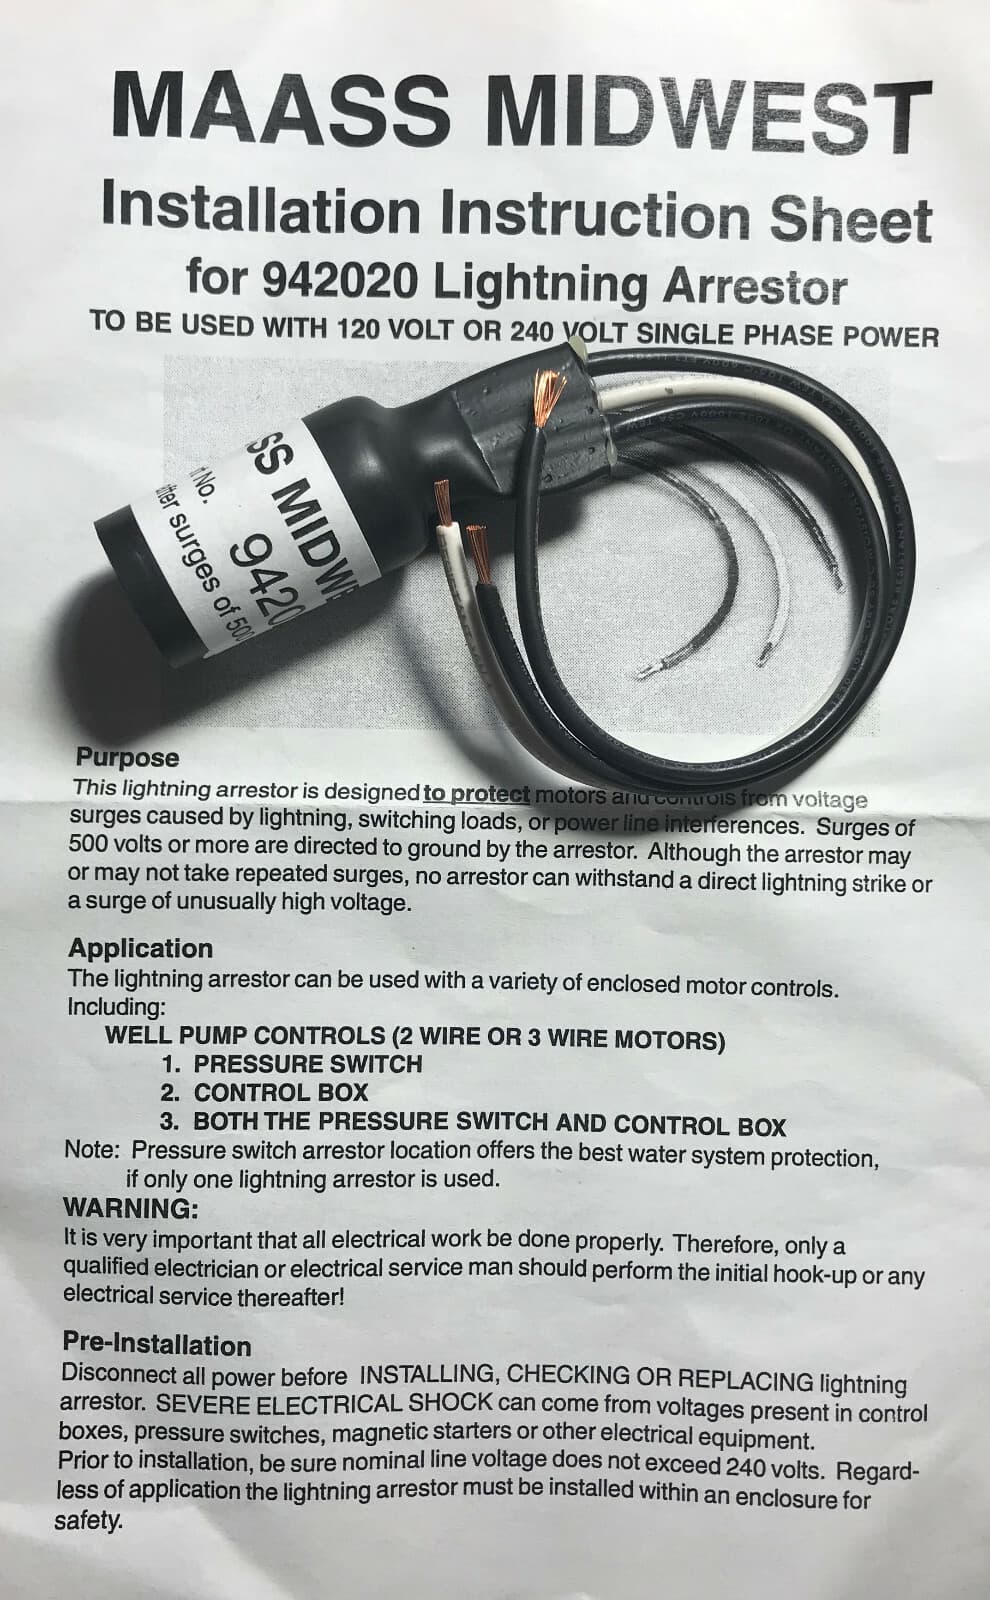 MAASS MIDWEST
Installation Instruction Sheet
for 942020 Lightning Arrestor
TO BE USED WITH 120 VOLT OR 240 VOLT SINGLE PHASE POWER
SS MIDWE
No.
9420
surges of 500
Purpose
This lightning arrestor is designed to protect motors and controls from voltage
surges caused by lightning, switching loads, or power line interferences. Surges of
500 volts or more are directed to ground by the arrestor. Although the arrestor may
or may not take repeated surges, no arrestor can withstand a direct lightning strike or
a surge of unusually high voltage.
Application
The lightning arrestor can be used with a variety of enclosed motor controls.
Including:
WELL PUMP CONTROLS (2 WIRE OR 3 WIRE MOTORS)
1. PRESSURE SWITCH
2. CONTROL BOX
3. BOTH THE PRESSURE SWITCH AND CONTROL BOX
Note: Pressure switch arrestor location offers the best water system protection,
if only one lightning arrestor is used.
WARNING:
It is very important that all electrical work be done properly. Therefore, only a
qualified electrician or electrical service man should perform the initial hook-up or any
electrical service thereafter!
Pre-Installation
Disconnect all power before INSTALLING, CHECKING OR REPLACING lightning
arrestor. SEVERE ELECTRICAL SHOCK can come from voltages present in control
boxes, pressure switches, magnetic starters or other electrical equipment.
Prior to installation, be sure nominal line voltage does not exceed 240 volts. Regard-
less of application the lightning arrestor must be installed within an enclosure for
safety.